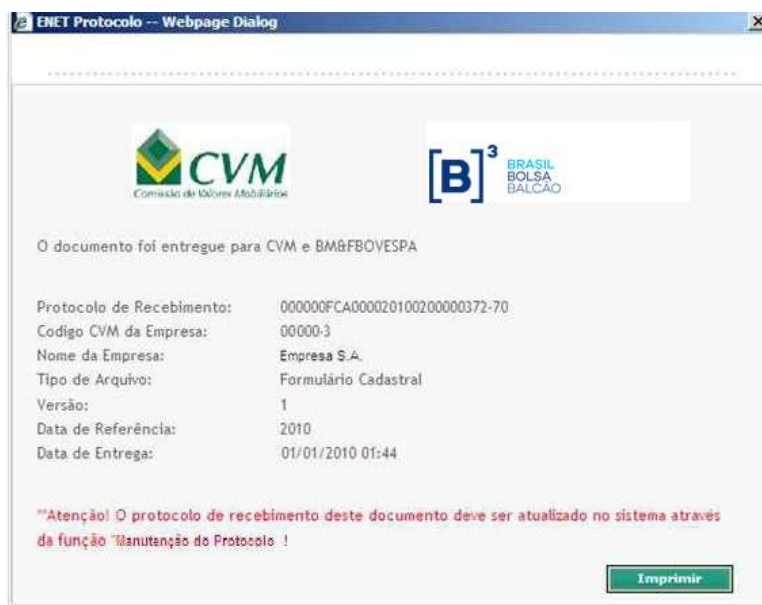 ENET Protocolo -- Webpage Dialog
CVM
Comissão de Valores Mobiliários
[B]³ BRASIL
BOLSA
BALCÃO
O documento foi entregue para CVM e BM&FBOVESPA
Protocolo de Recebimento: 000000FCA000020100200000372-70
Codigo CVM da Empresa: 00000-3
Nome da Empresa: Empresa S.A.
Tipo de Arquivo: Formulário Cadastral
Versão: 1
Data de Referência: 2010
Data de Entrega: 01/01/2010 01:44
**Atenção! O protocolo de recebimento deste documento deve ser atualizado no sistema através
da função "Manutenção do Protocolo !
Imprimir